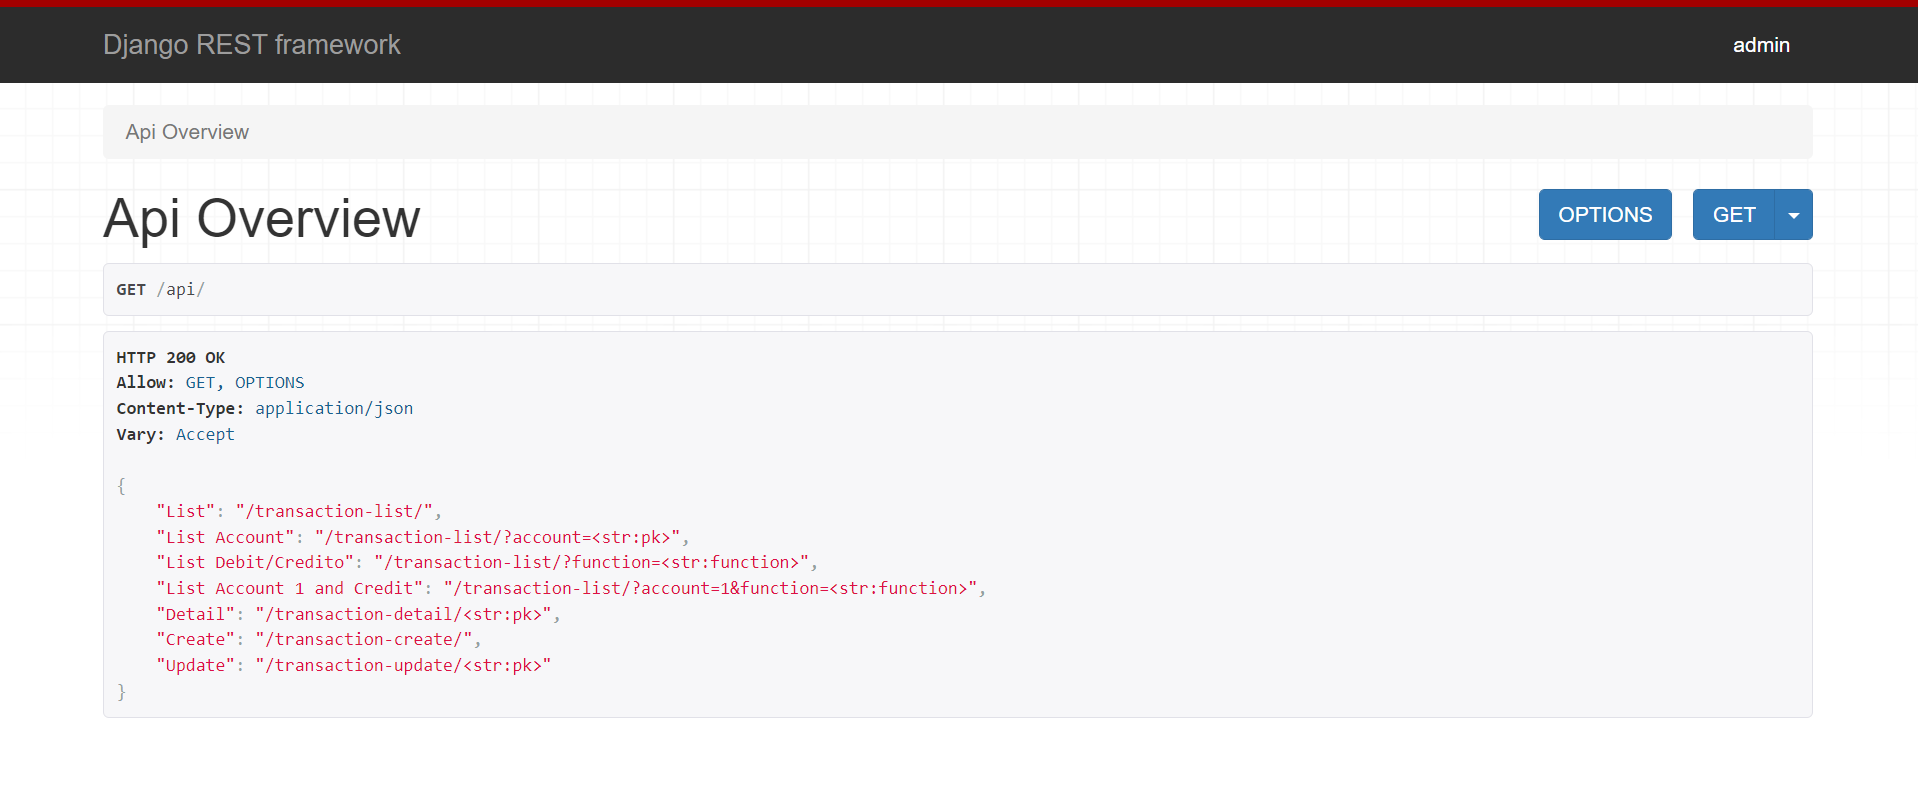 Django REST framework
admin
Api Overview
Api Overview
OPTIONS
GET
GET /api/
HTTP 200 OK
Allow: GET, OPTIONS
Content-Type: application/json
Vary: Accept
{
    "List": "/transaction-list/",
    "List Account": "/transaction-list/?account=<str:pk>",
    "List Debit/Credito": "/transaction-list/?function=<str:function>",
    "List Account 1 and Credit": "/transaction-list/?account=1&function=<str:function>",
    "Detail": "/transaction-detail/<str:pk>",
    "Create": "/transaction-create/",
    "Update": "/transaction-update/<str:pk>"
}